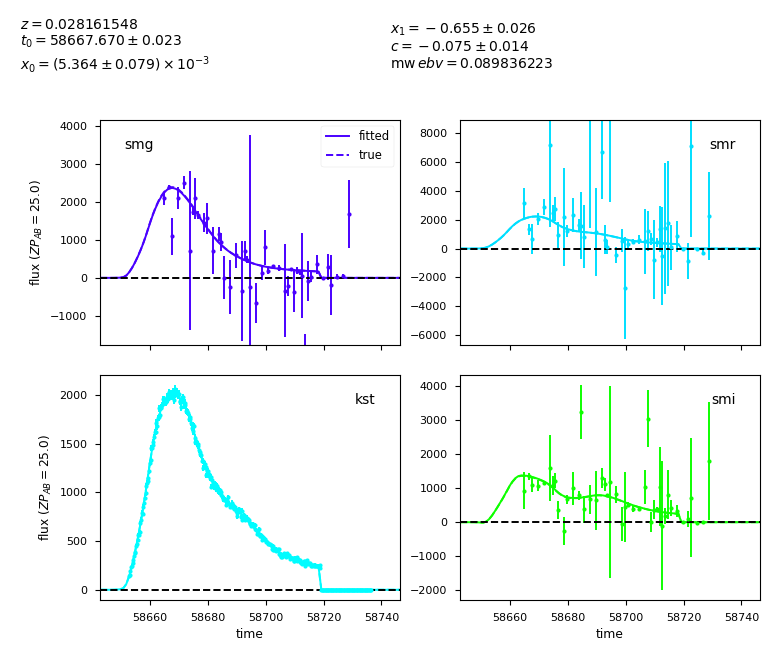 z = 0.028161548
t₀ = 58667.670 ± 0.023
x₀ = (5.364 ± 0.079) × 10⁻³
x₁ = −0.655 ± 0.026
c = −0.075 ± 0.014
mw ebv = 0.089836223
smg
fitted
true
4000
3000
2000
1000
0
−1000
flux (ZP_AB = 25.0)
smr
8000
6000
4000
2000
0
−2000
−4000
−6000
kst
2000
1500
1000
500
0
flux (ZP_AB = 25.0)
58660 58680 58700 58720 58740
time
smi
4000
3000
2000
1000
0
−1000
−2000
58660 58680 58700 58720 58740
time